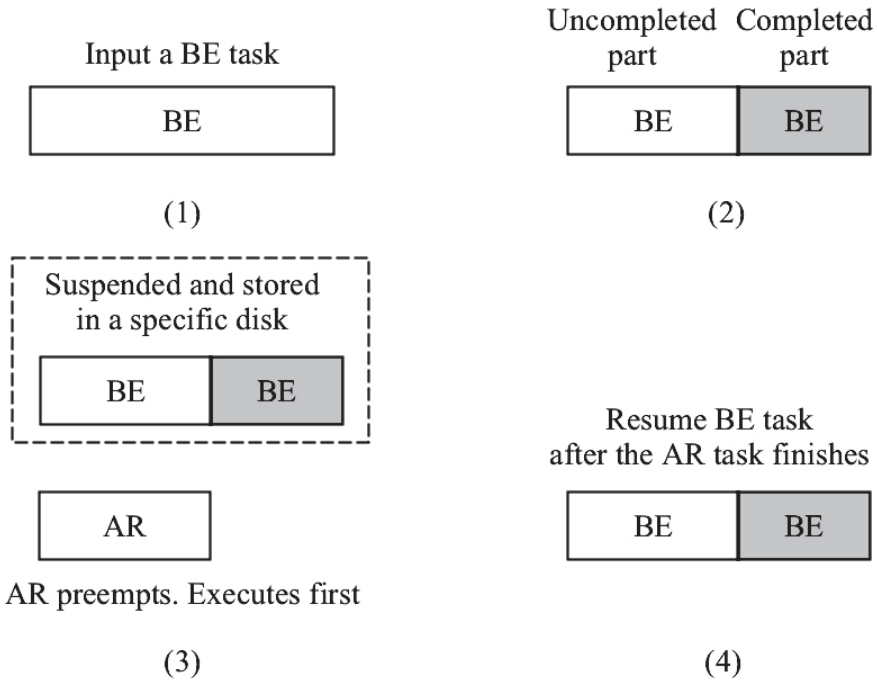 Input a BE task
BE
(1)
Uncompleted Completed
part part
BE BE
(2)
Suspended and stored
in a specific disk
BE BE
AR
AR preempts. Executes first
(3)
Resume BE task
after the AR task finishes
BE BE
(4)